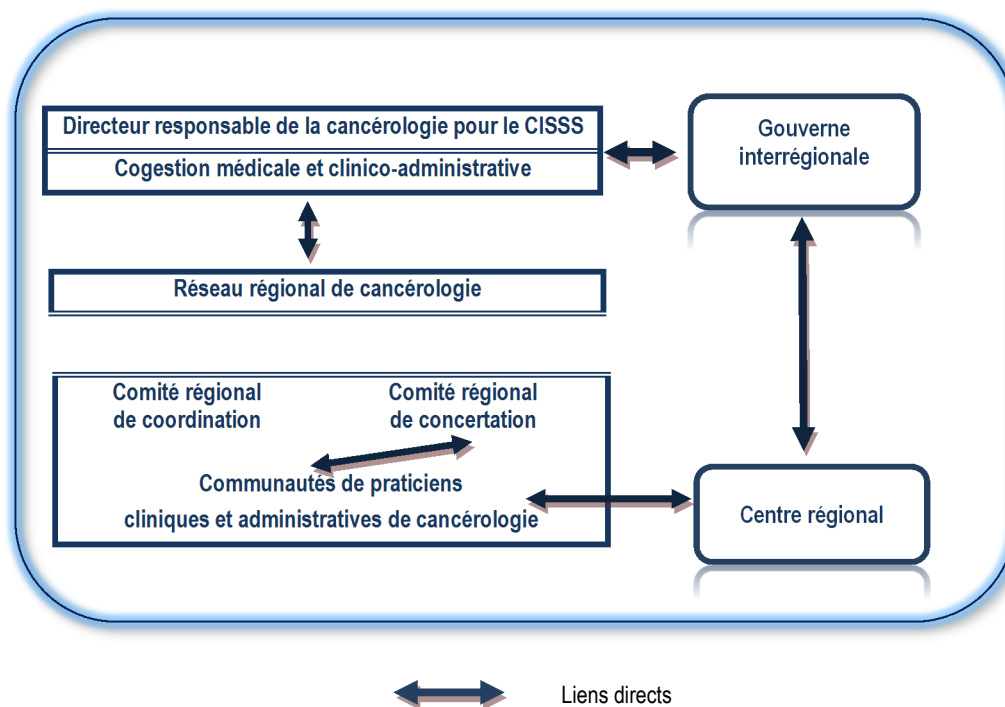 Directeur responsable de la cancérologie pour le CISSS
Cogestion médicale et clinico-administrative
Gouverne
interrégionale
Réseau régional de cancérologie
Comité régional
de coordination
Comité régional
de concertation
Communautés de praticiens
cliniques et administratives de cancérologie
Centre régional
Liens directs